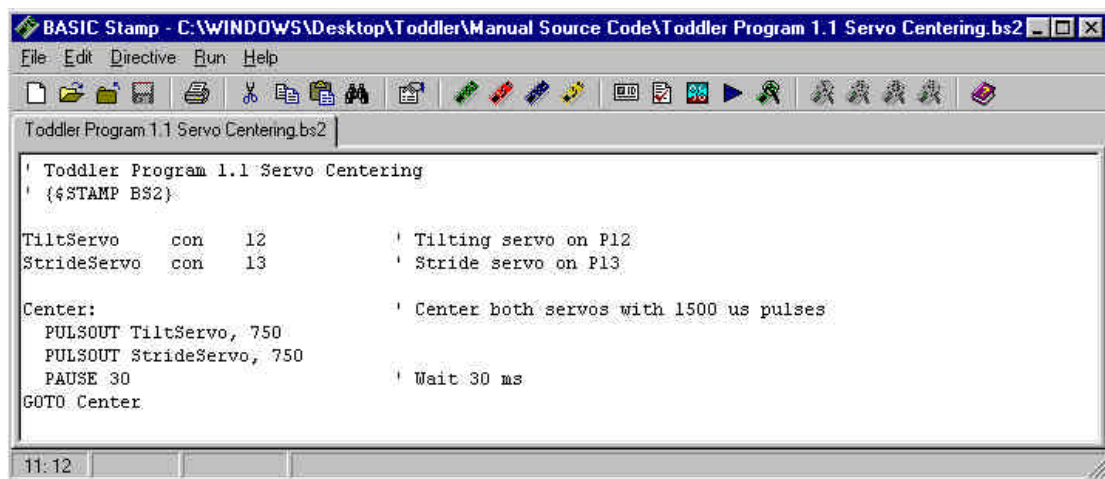 BASIC Stamp - C:\WINDOWS\Desktop\Toddler\Manual Source Code\Toddler Program 1.1 Servo Centering.bs2
File Edit Directive Run Help
Toddler Program 1.1 Servo Centering.bs2
' Toddler Program 1.1 Servo Centering
' {$STAMP BS2}
TiltServo con 12 ' Tilting servo on P12
StrideServo con 13 ' Stride servo on P13
Center: ' Center both servos with 1500 us pulses
PULSOUT TiltServo, 750
PULSOUT StrideServo, 750
PAUSE 30 ' Wait 30 ms
GOTO Center
11: 12